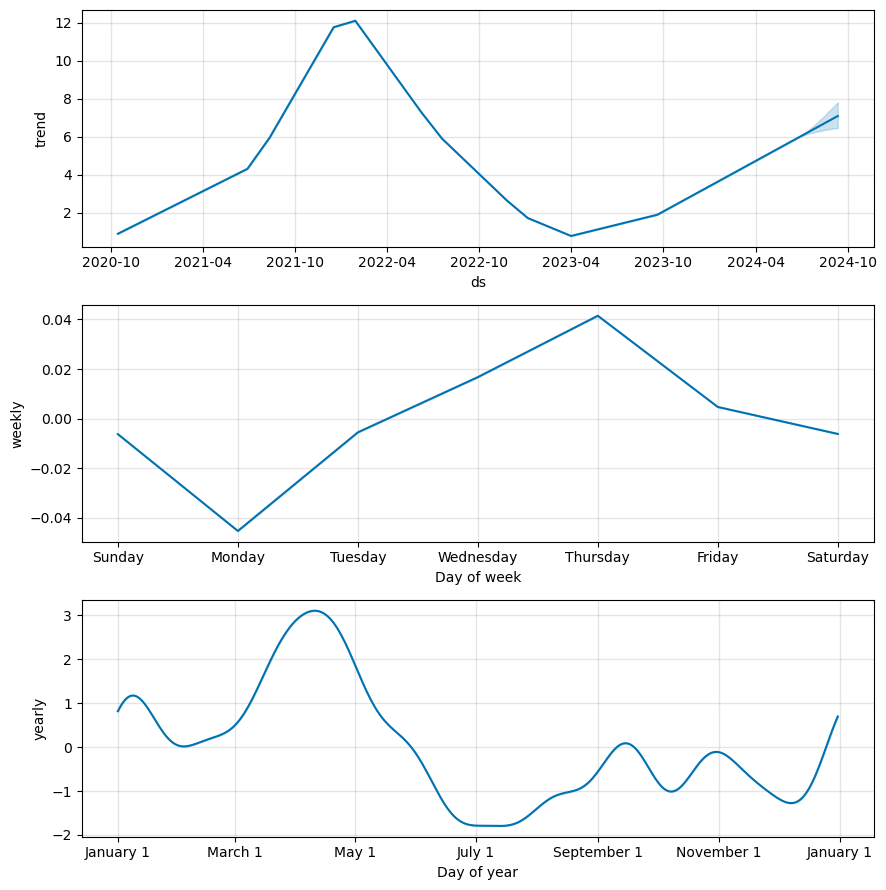 12
10
8
6
4
2
trend
2020-10 2021-04 2021-10 2022-04 2022-10 2023-04 2023-10 2024-04 2024-10
ds
0.04
0.02
0.00
−0.02
−0.04
weekly
Sunday Monday Tuesday Wednesday Thursday Friday Saturday
Day of week
3
2
1
0
−1
−2
yearly
January 1 March 1 May 1 July 1 September 1 November 1 January 1
Day of year